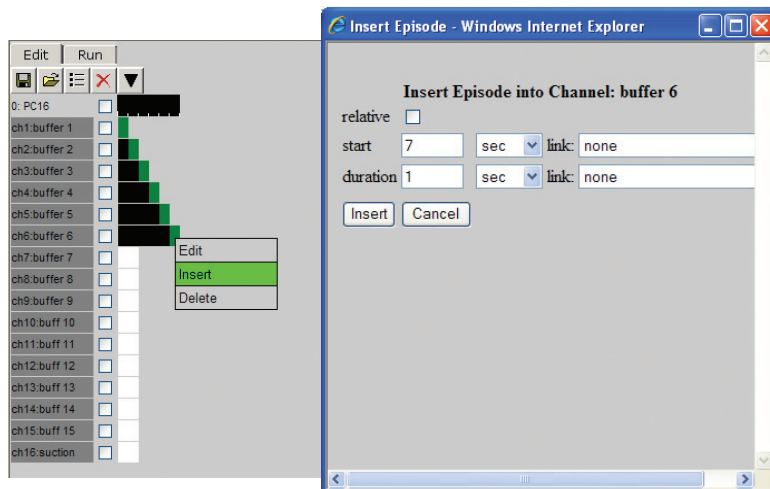 Edit Run
0: PC16
ch1:buffer 1
ch2:buffer 2
ch3:buffer 3
ch4:buffer 4
ch5:buffer 5
ch6:buffer 6
ch7:buffer 7
ch8:buffer 8
ch9:buffer 9
ch10:buff 10
ch11:buff 11
ch12:buff 12
ch13:buff 13
ch14:buff 14
ch15:buff 15
ch16:suction
Edit
Insert
Delete
Insert Episode - Windows Internet Explorer
Insert Episode into Channel: buffer 6
relative
start 7 sec link: none
duration 1 sec link: none
Insert Cancel